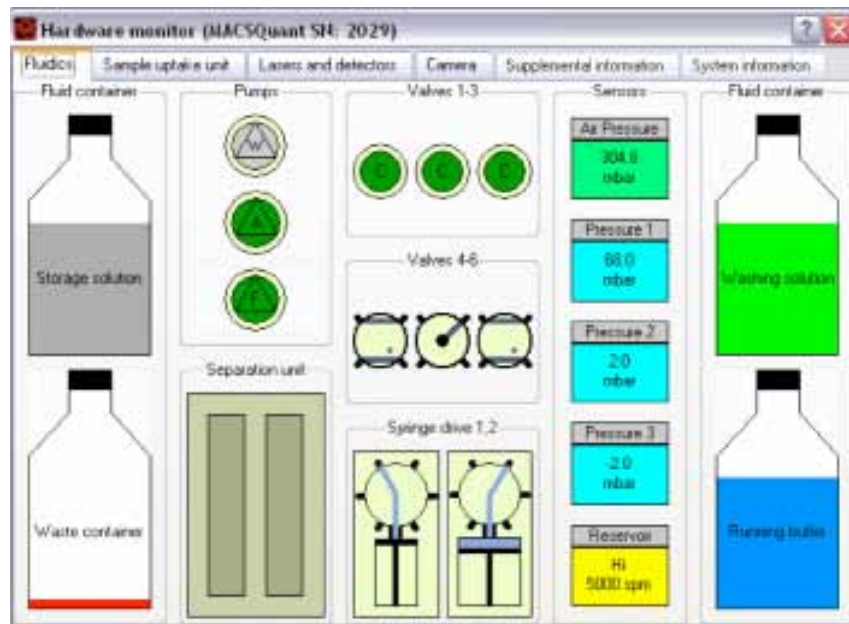 Hardware monitor (MACSQuant SN: 2029)
Fluidics
Sample uptake unit
Lasers and detectors
Camera
Supplemental information
System information
Fluid container
Storage solution
Waste container
Pumps
W
A
F
Separation unit
Valves 1-3
C C C
Valves 4-6
Syringe drive 1,2
Sensors
Air Pressure
304.8
mbar
Pressure 1
68.0
mbar
Pressure 2
2.0
mbar
Pressure 3
-2.0
mbar
Reservoir
Hi
5000 spm
Fluid container
Washing solution
Running buffer